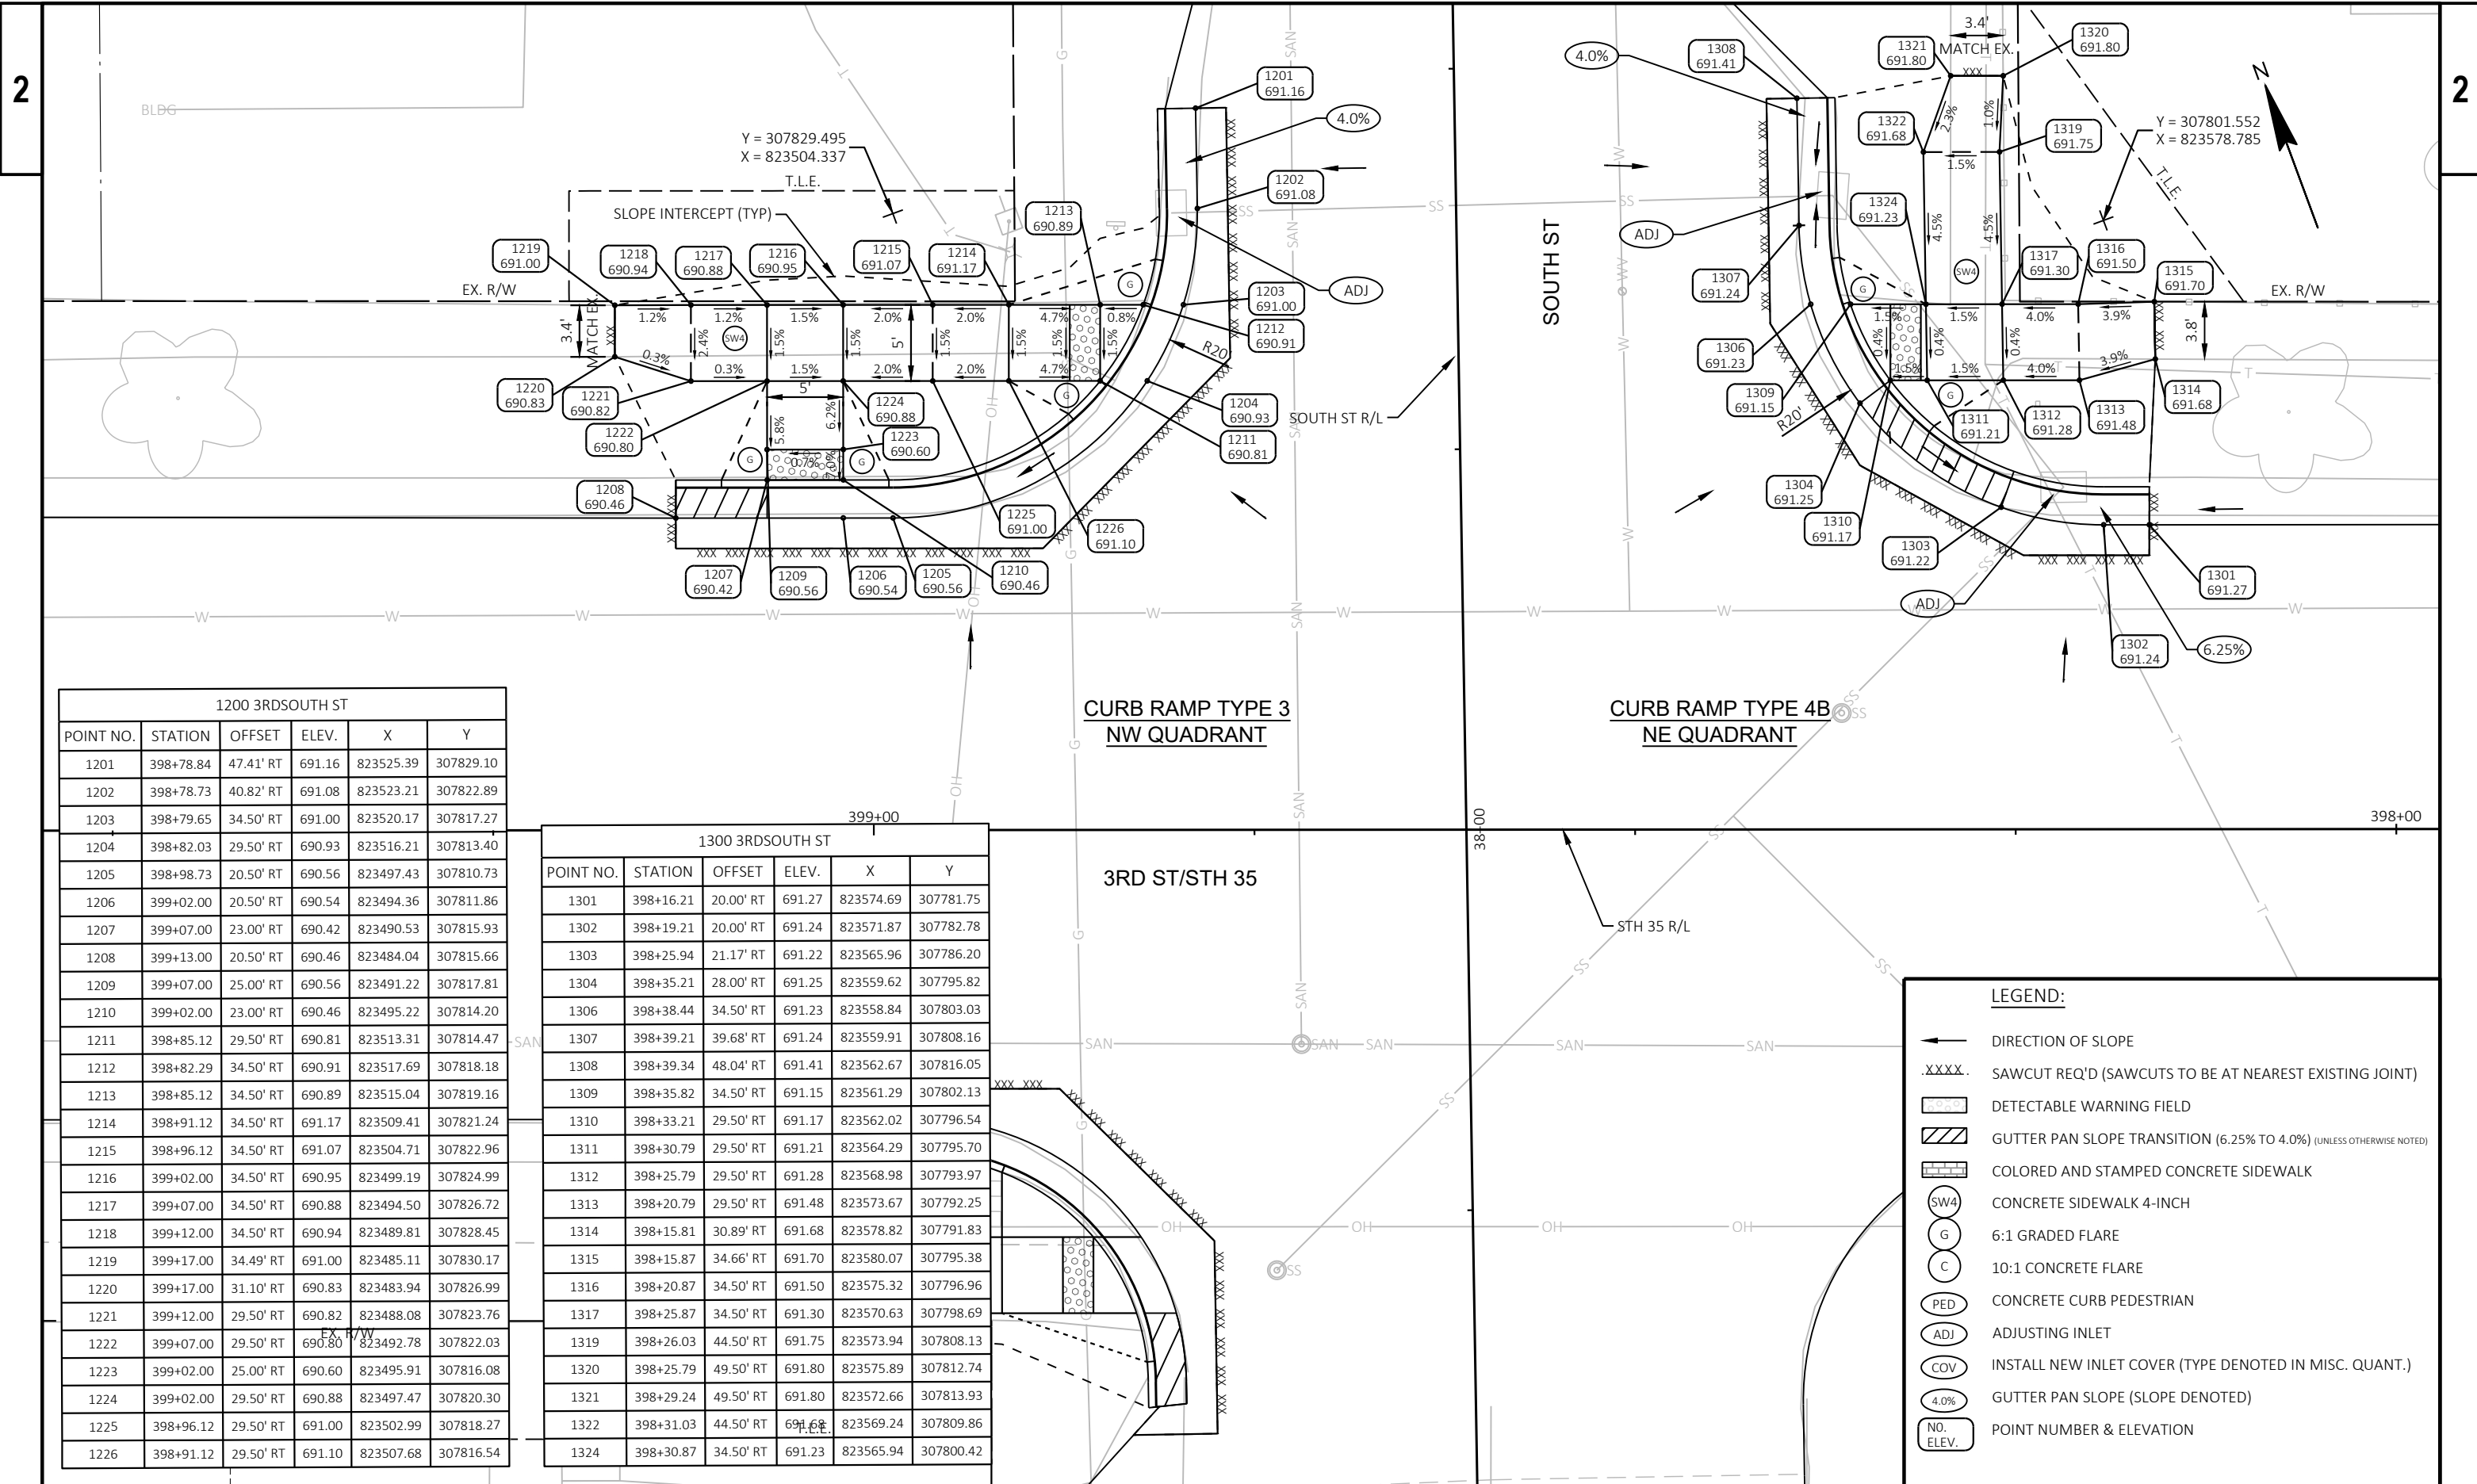 2
2
BLDG
Y = 307829.495
X = 823504.337
T.L.E.
SLOPE INTERCEPT (TYP)
EX. R/W
1219
691.00
1218
690.94
1217
690.88
1216
690.95
1215
691.07
1214
691.17
1213
690.89
1201
691.16
4.0%
1202
691.08
1203
691.00
ADJ
1212
690.91
1.2%
1.2%
1.5%
2.0%
2.0%
4.7%
0.8%
3.4'
MATCH EX.
XXX
0.3%
2.4%
SW4
1.5%
1.5%
5'
1.5%
1.5%
1.5%
1.5%
0.3%
1.5%
2.0%
2.0%
4.7%
G
G
R20'
1220
690.83
1221
690.82
1222
690.80
5'
5.8%
6.2%
0.7%
7.0%
G
G
1224
690.88
1223
690.60
1204
690.93
1211
690.81
SOUTH ST R/L
1208
690.46
1225
691.00
1226
691.10
1207
690.42
1209
690.56
1206
690.54
1205
690.56
1210
690.46
SOUTH ST
4.0%
1308
691.41
1321
691.80
3.4'
MATCH EX.
XXX
1320
691.80
N
1322
691.68
2.3%
1.0%
1319
691.75
1.5%
Y = 307801.552
X = 823578.785
T.L.E.
ADJ
1324
691.23
4.5%
4.5%
SW4
1317
691.30
1316
691.50
1315
691.70
EX. R/W
1307
691.24
G
1.5%
1.5%
4.0%
3.9%
3.8'
0.4%
0.4%
0.4%
1306
691.23
1.5%
1.5%
4.0%
3.9%
1309
691.15
R20'
G
1311
691.21
1312
691.28
1313
691.48
1314
691.68
1304
691.25
1310
691.17
1303
691.22
1301
691.27
ADJ
1302
691.24
6.25%
CURB RAMP TYPE 3
NW QUADRANT
CURB RAMP TYPE 4B
NE QUADRANT
399+00
38+00
398+00
3RD ST/STH 35
STH 35 R/L
1200 3RDSOUTH ST
POINT NO. STATION OFFSET ELEV. X Y
1201 398+78.84 47.41' RT 691.16 823525.39 307829.10
1202 398+78.73 40.82' RT 691.08 823523.21 307822.89
1203 398+79.65 34.50' RT 691.00 823520.17 307817.27
1204 398+82.03 29.50' RT 690.93 823516.21 307813.40
1205 398+98.73 20.50' RT 690.56 823497.43 307810.73
1206 399+02.00 20.50' RT 690.54 823494.36 307811.86
1207 399+07.00 23.00' RT 690.42 823490.53 307815.93
1208 399+13.00 20.50' RT 690.46 823484.04 307815.66
1209 399+07.00 25.00' RT 690.56 823491.22 307817.81
1210 399+02.00 23.00' RT 690.46 823495.22 307814.20
1211 398+85.12 29.50' RT 690.81 823513.31 307814.47
1212 398+82.29 34.50' RT 690.91 823517.69 307818.18
1213 398+85.12 34.50' RT 690.89 823515.04 307819.16
1214 398+91.12 34.50' RT 691.17 823509.41 307821.24
1215 398+96.12 34.50' RT 691.07 823504.71 307822.96
1216 399+02.00 34.50' RT 690.95 823499.19 307824.99
1217 399+07.00 34.50' RT 690.88 823494.50 307826.72
1218 399+12.00 34.50' RT 690.94 823489.81 307828.45
1219 399+17.00 34.49' RT 691.00 823485.11 307830.17
1220 399+17.00 31.10' RT 690.83 823483.94 307826.99
1221 399+12.00 29.50' RT 690.82 823488.08 307823.76
EX. R/W
1222 399+07.00 29.50' RT 690.80 823492.78 307822.03
1223 399+02.00 25.00' RT 690.60 823495.91 307816.08
1224 399+02.00 29.50' RT 690.88 823497.47 307820.30
1225 398+96.12 29.50' RT 691.00 823502.99 307818.27
1226 398+91.12 29.50' RT 691.10 823507.68 307816.54
1300 3RDSOUTH ST
POINT NO. STATION OFFSET ELEV. X Y
1301 398+16.21 20.00' RT 691.27 823574.69 307781.75
1302 398+19.21 20.00' RT 691.24 823571.87 307782.78
1303 398+25.94 21.17' RT 691.22 823565.96 307786.20
1304 398+35.21 28.00' RT 691.25 823559.62 307795.82
1306 398+38.44 34.50' RT 691.23 823558.84 307803.03
1307 398+39.21 39.68' RT 691.24 823559.91 307808.16
1308 398+39.34 48.04' RT 691.41 823562.67 307816.05
1309 398+35.82 34.50' RT 691.15 823561.29 307802.13
1310 398+33.21 29.50' RT 691.17 823562.02 307796.54
1311 398+30.79 29.50' RT 691.21 823564.29 307795.70
1312 398+25.79 29.50' RT 691.28 823568.98 307793.97
1313 398+20.79 29.50' RT 691.48 823573.67 307792.25
1314 398+15.81 30.89' RT 691.68 823578.82 307791.83
1315 398+15.87 34.66' RT 691.70 823580.07 307795.38
1316 398+20.87 34.50' RT 691.50 823575.32 307796.96
1317 398+25.87 34.50' RT 691.30 823570.63 307798.69
1319 398+26.03 44.50' RT 691.75 823573.94 307808.13
1320 398+25.79 49.50' RT 691.80 823575.89 307812.74
1321 398+29.24 49.50' RT 691.80 823572.66 307813.93
1322 398+31.03 44.50' RT 691.68 823569.24 307809.86
T.L.E.
1324 398+30.87 34.50' RT 691.23 823565.94 307800.42
LEGEND:
DIRECTION OF SLOPE
XXXX SAWCUT REQ'D (SAWCUTS TO BE AT NEAREST EXISTING JOINT)
DETECTABLE WARNING FIELD
GUTTER PAN SLOPE TRANSITION (6.25% TO 4.0%) (UNLESS OTHERWISE NOTED)
COLORED AND STAMPED CONCRETE SIDEWALK
SW4 CONCRETE SIDEWALK 4-INCH
G 6:1 GRADED FLARE
C 10:1 CONCRETE FLARE
PED CONCRETE CURB PEDESTRIAN
ADJ ADJUSTING INLET
COV INSTALL NEW INLET COVER (TYPE DENOTED IN MISC. QUANT.)
4.0% GUTTER PAN SLOPE (SLOPE DENOTED)
NO. ELEV. POINT NUMBER & ELEVATION